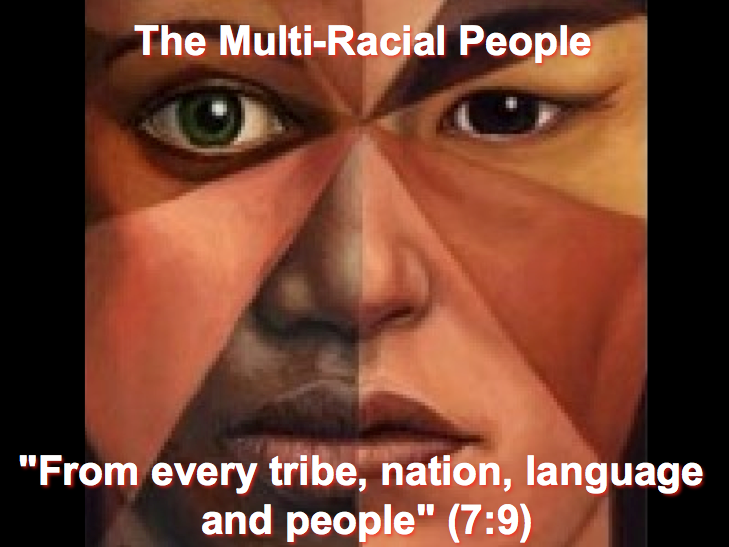 The Multi-Racial People
"From every tribe, nation, language
and people" (7:9)